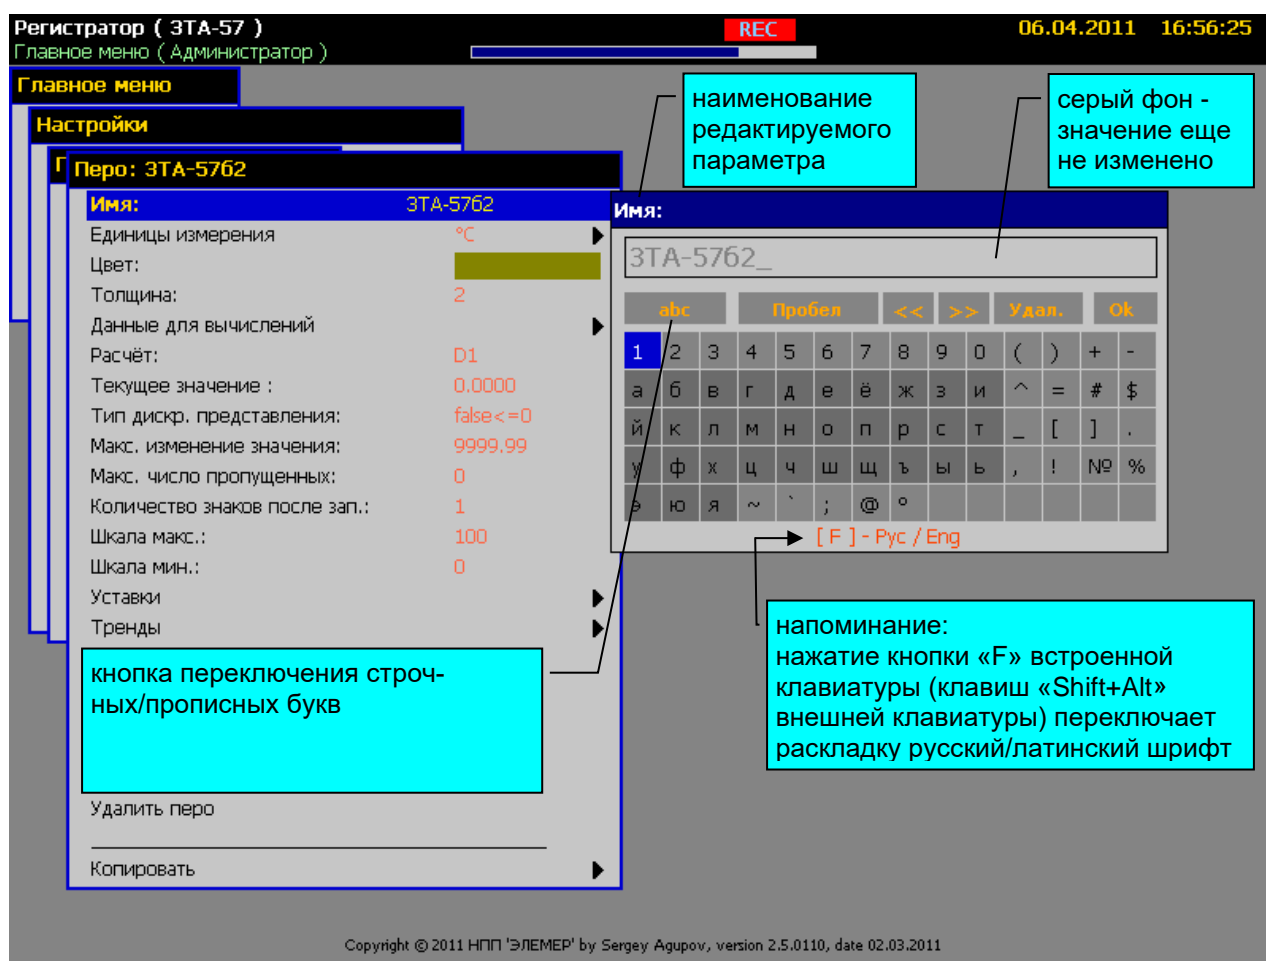 Регистратор ( ЗТА-57 )
REC
06.04.2011 16:56:25
Главное меню ( Администратор )
Главное меню
Настройки
П
Перо: ЗТА-57б2
Имя: ЗТА-57б2
Единицы измерения °C
Цвет:
Толщина: 2
Данные для вычислений
Расчёт: D1
Текущее значение : 0.0000
Тип дискр. представления: false<=0
Макс. изменение значения: 9999.99
Макс. число пропущенных: 0
Количество знаков после зап.: 1
Шкала макс.: 100
Шкала мин.: 0
Уставки
Тренды
кнопка переключения строч-
ных/прописных букв
Удалить перо
Копировать
наименование
редактируемого
параметра
серый фон -
значение еще
не изменено
Имя:
ЗТА-57б2_
abc Пробел << >> Удал. Ok
1 2 3 4 5 6 7 8 9 0 ( ) + -
а б в г д е ё ж з и ^ = # $
й к л м н о п р с т _ [ ] .
у ф х ц ч ш щ ъ ы ь , ! № %
э ю я ~ ` ; @ °
[ F ] - Рус / Eng
напоминание:
нажатие кнопки «F» встроенной
клавиатуры (клавиш «Shift+Alt»
внешней клавиатуры) переключает
раскладку русский/латинский шрифт
Copyright © 2011 НПП 'ЭЛЕМЕР' by Sergey Agupov, version 2.5.0110, date 02.03.2011